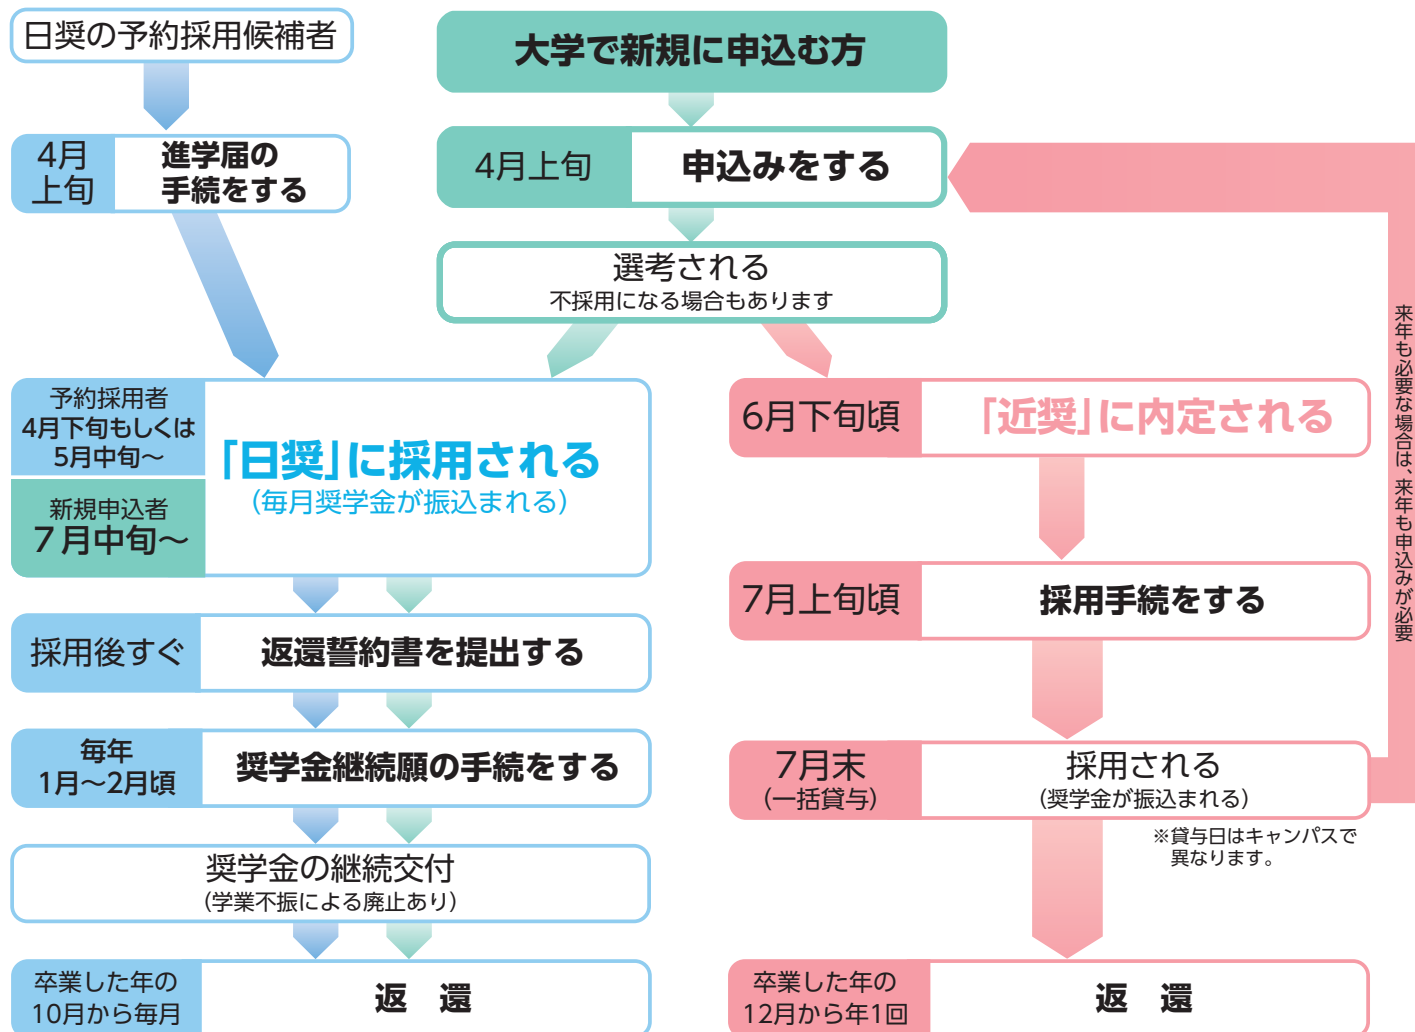 日奨の予約採用候補者
4月
上旬
進学届の
手続をする
大学で新規に申込む方
4月上旬
申込みをする
選考される
不採用になる場合もあります
予約採用者
4月下旬もしくは
5月中旬～
新規申込者
7月中旬～
「日奨」に採用される
（毎月奨学金が振込まれる）
採用後すぐ
返還誓約書を提出する
毎年
1月～2月頃
奨学金継続願の手続をする
奨学金の継続交付
（学業不振による廃止あり）
卒業した年の
10月から毎月
返　還
6月下旬頃
「近奨」に内定される
7月上旬頃
採用手続をする
7月末
（一括貸与）
採用される
（奨学金が振込まれる）
※貸与日はキャンパスで
異なります。
卒業した年の
12月から年1回
返　還
来年も必要な場合は、来年も申込みが必要